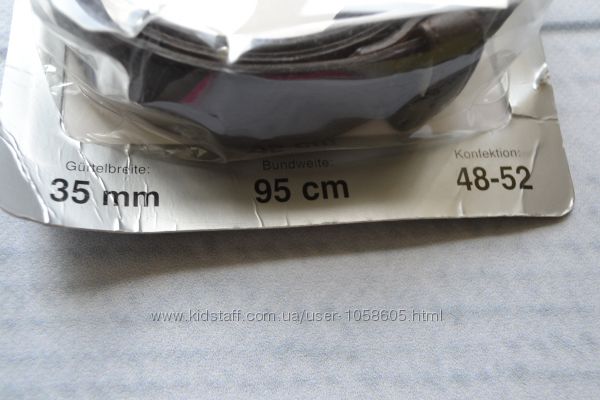 Gürtelbreite:
35 mm
Bundweite:
95 cm
Konfektion:
48-52
www.kidstaff.com.ua/user-1058605.html